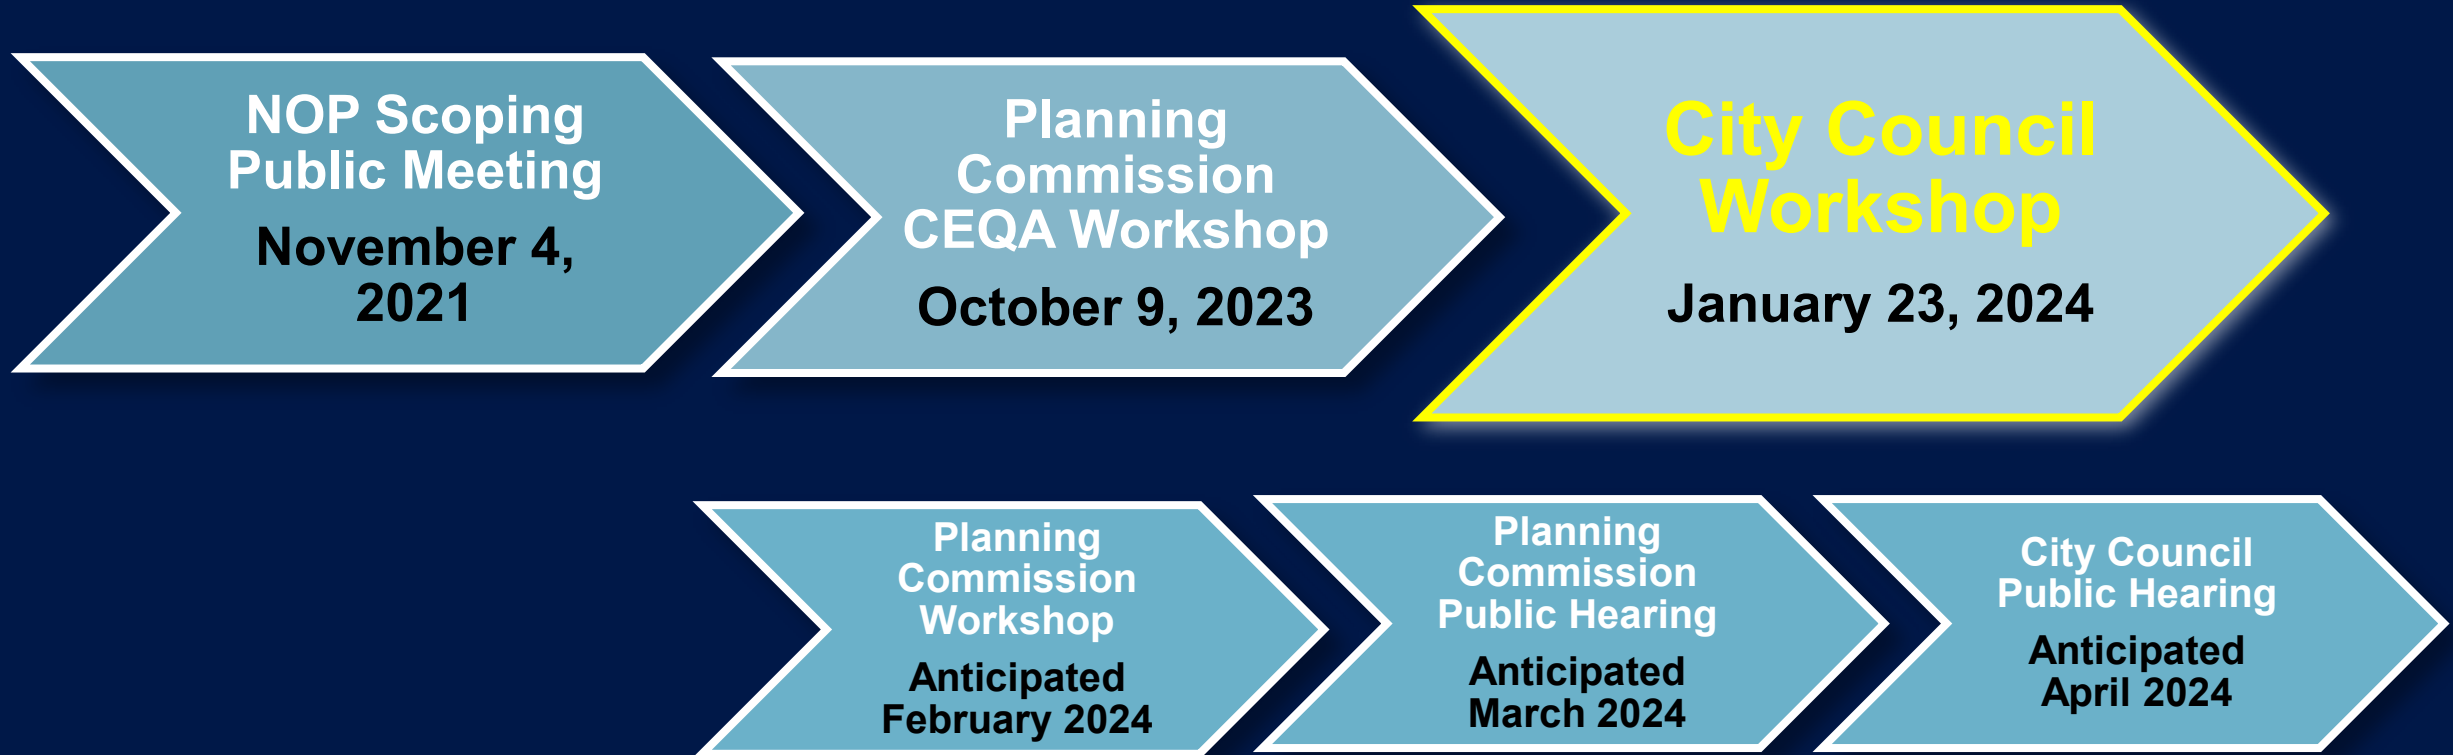 NOP Scoping
Public Meeting
November 4,
2021
Planning
Commission
CEQA Workshop
October 9, 2023
City Council
Workshop
January 23, 2024
Planning
Commission
Workshop
Anticipated
February 2024
Planning
Commission
Public Hearing
Anticipated
March 2024
City Council
Public Hearing
Anticipated
April 2024